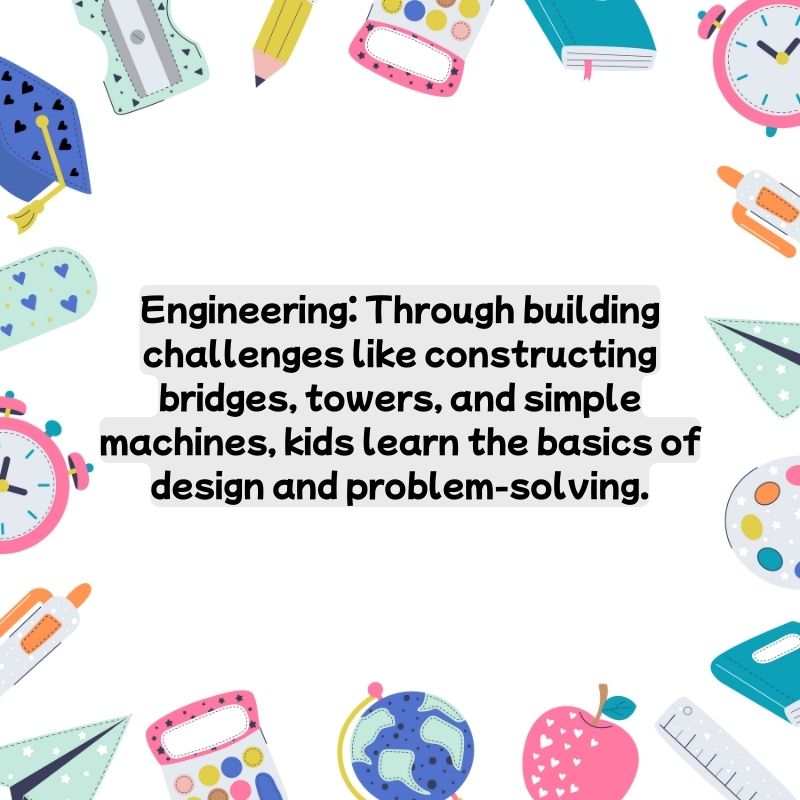 Engineering: Through building
challenges like constructing
bridges, towers, and simple
machines, kids learn the basics of
design and problem-solving.